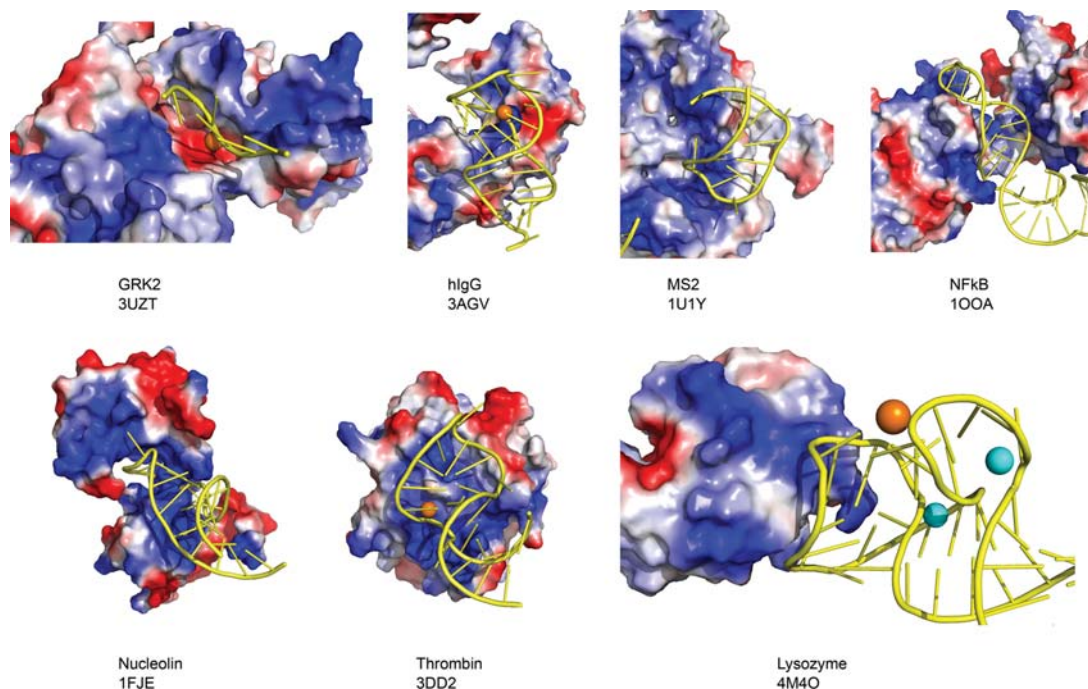 GRK2
3UZT
hIgG
3AGV
MS2
1U1Y
NFkB
1OOA
Nucleolin
1FJE
Thrombin
3DD2
Lysozyme
4M4O